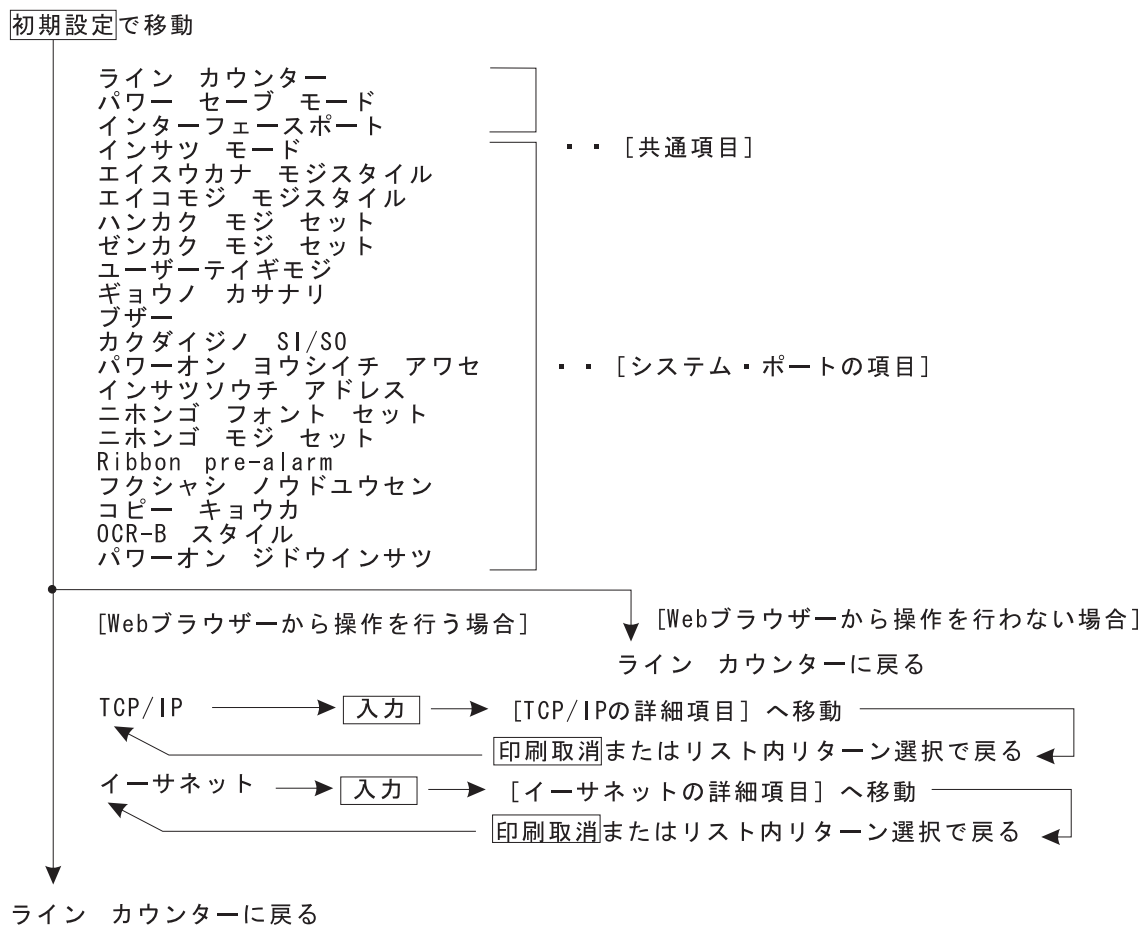 初期設定で移動
ライン カウンター
パワー セーブ モード
インターフェースポート
・・ [共通項目]
インサツ モード
エイスウカナ モジスタイル
エイコモジ モジスタイル
ハンカク モジ セット
ゼンカク モジ セット
ユーザーテイギモジ
ギョウノ カサナリ
ブザー
カクダイジノ SI/SO
パワーオン ヨウシイチ アワセ
・・ [システム・ポートの項目]
インサツソウチ アドレス
ニホンゴ フォント セット
ニホンゴ モジ セット
Ribbon pre-alarm
フクシャシ ノウドユウセン
コピー キョウカ
OCR-B スタイル
パワーオン ジドウインサツ
[Webブラウザーから操作を行う場合]
[Webブラウザーから操作を行わない場合]
ライン カウンターに戻る
TCP/IP 入力 [TCP/IPの詳細項目] へ移動
印刷取消またはリスト内リターン選択で戻る
イーサネット 入力 [イーサネットの詳細項目] へ移動
印刷取消またはリスト内リターン選択で戻る
ライン カウンターに戻る